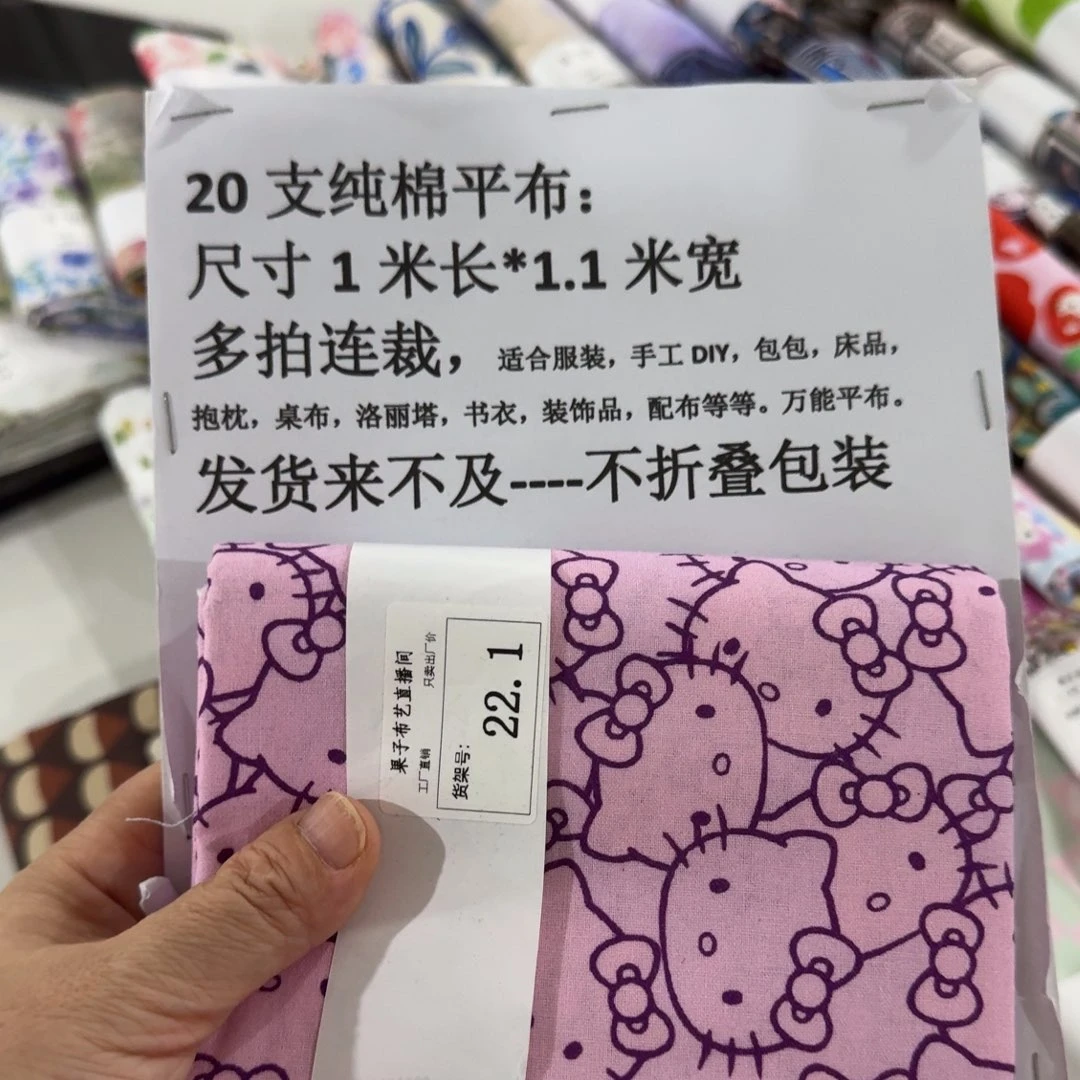 20 支纯棉平布：
尺寸 1 米长*1.1 米宽
多拍连裁，适合服装，手工 DIY，包包，床品，
抱枕，桌布，洛丽塔，书衣，装饰品，配布等等。万能平布。
发货来不及----不折叠包装
果子布艺直播间
工厂直销 只卖出厂价
货架号：
22.1